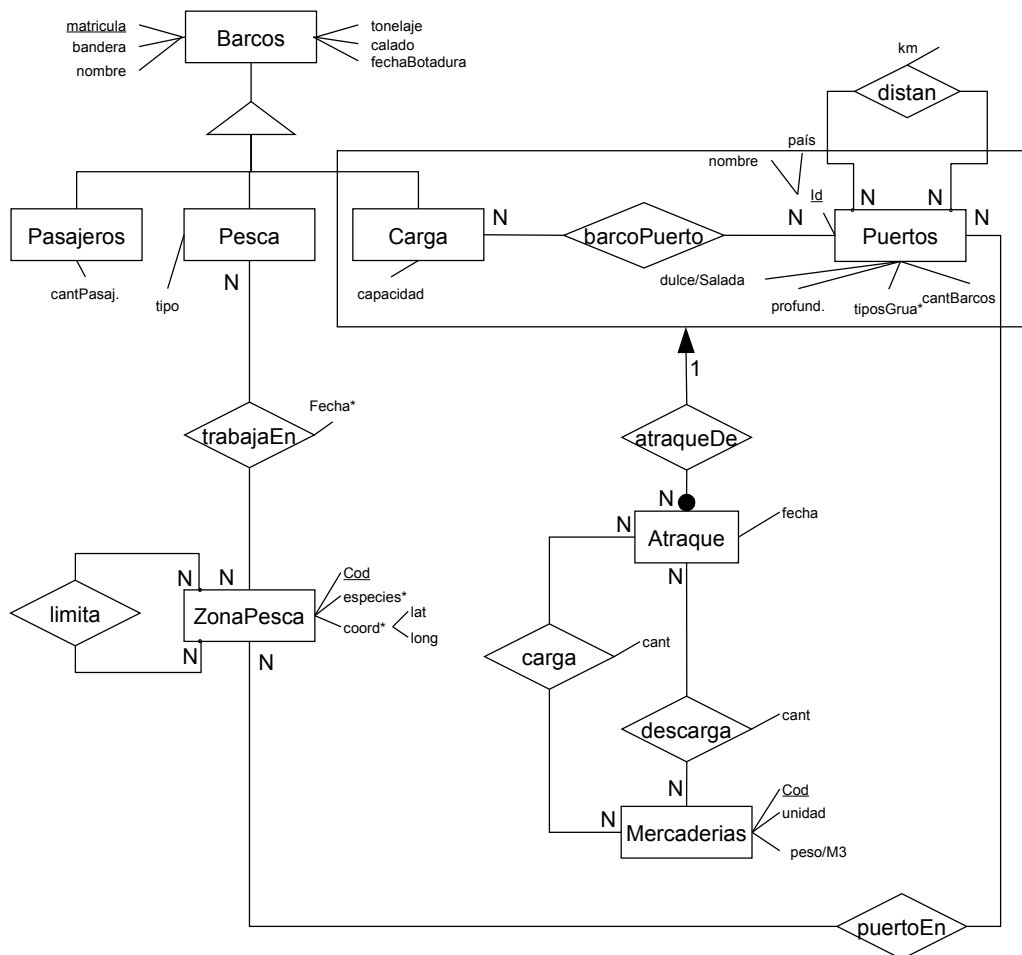 matricula
bandera
nombre
Barcos
tonelaje
calado
fechaBotadura
km
distan
país
nombre
Id
N
N
N
N
N
Pasajeros
Pesca
Carga
barcoPuerto
Puertos
cantPasaj.
tipo
N
capacidad
dulce/Salada
profund.
tiposGrua*
cantBarcos
1
Fecha*
trabajaEn
atraqueDe
N
N
Atraque
fecha
N
N
N
limita
ZonaPesca
Cod
especies*
coord*
lat
long
N
N
carga
cant
descarga
cant
N
N
Mercaderias
Cod
unidad
peso/M3
puertoEn